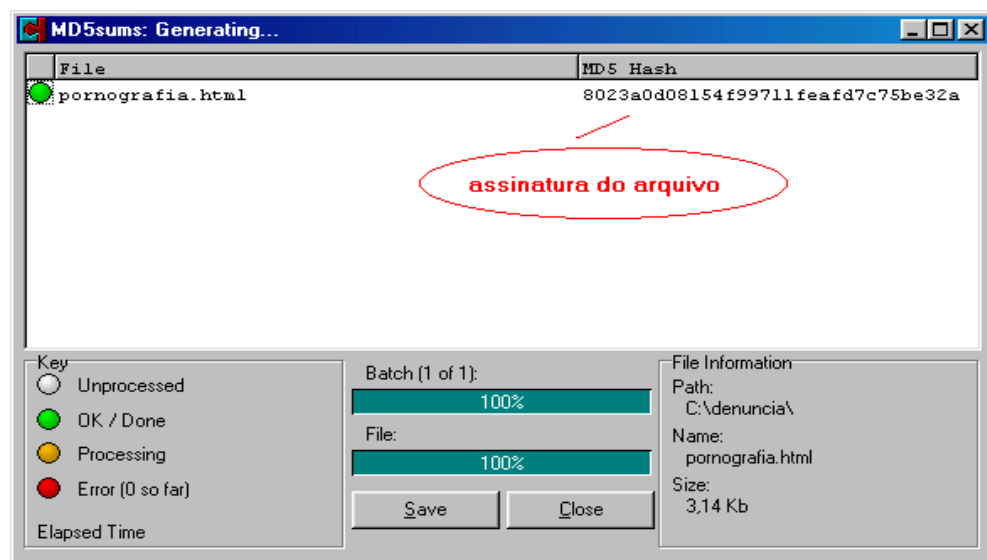 MD5sums: Generating...
File MD5 Hash
pornografia.html 8023a0d08154f99711feafd7c75be32a
assinatura do arquivo
Key
Unprocessed
OK / Done
Processing
Error (0 so far)
Elapsed Time
Batch (1 of 1):
100%
File:
100%
Save Close
File Information
Path:
C:\denuncia\
Name:
pornografia.html
Size:
3,14 Kb